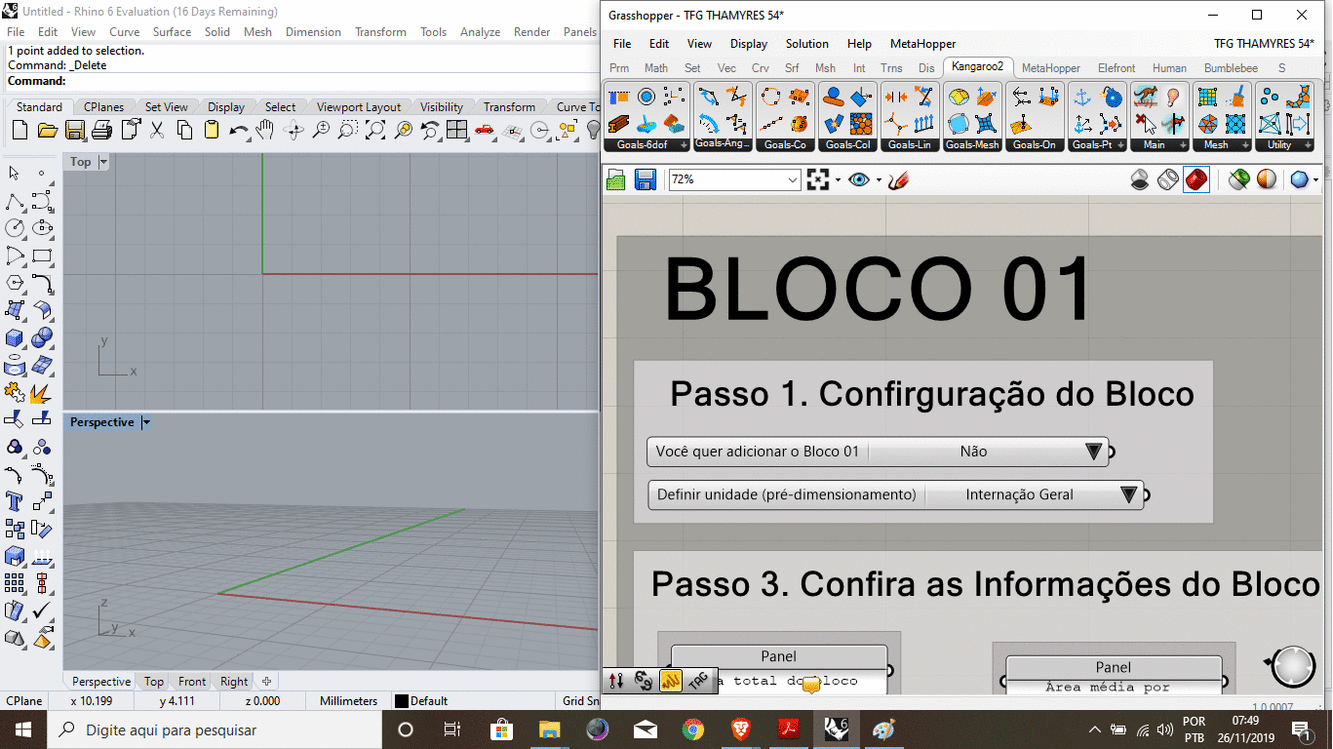 Untitled - Rhino 6 Evaluation (16 Days Remaining)
File Edit View Curve Surface Solid Mesh Dimension Transform Tools Analyze Render Panels
1 point added to selection.
Command: _Delete
Command:
Standard CPlanes Set View Display Select Viewport Layout Visibility Transform Curve To
Top
y
x
Perspective
z
y
x
Perspective Top Front Right
CPlane x 10.199 y 4.111 z 0.000 Millimeters Default Grid Sn
Grasshopper - TFG THAMYRES 54*
File Edit View Display Solution Help MetaHopper TFG THAMYRES 54*
Prm Math Set Vec Crv Srf Msh Int Trns Dis Kangaroo2 MetaHopper Elefront Human Bumblebee S
Goals-6dof Goals-Ang... Goals-Co Goals-Col Goals-Lin Goals-Mesh Goals-On Goals-Pt Main Mesh Utility
72%
BLOCO 01
Passo 1. Confirguração do Bloco
Você quer adicionar o Bloco 01 Não
Definir unidade (pré-dimensionamento) Internação Geral
Passo 3. Confira as Informações do Bloco
Panel
total do bloco
Panel
Área média por
TAG
1.0.0007
Digite aqui para pesquisar
6
POR
PTB
07:49
26/11/2019
1